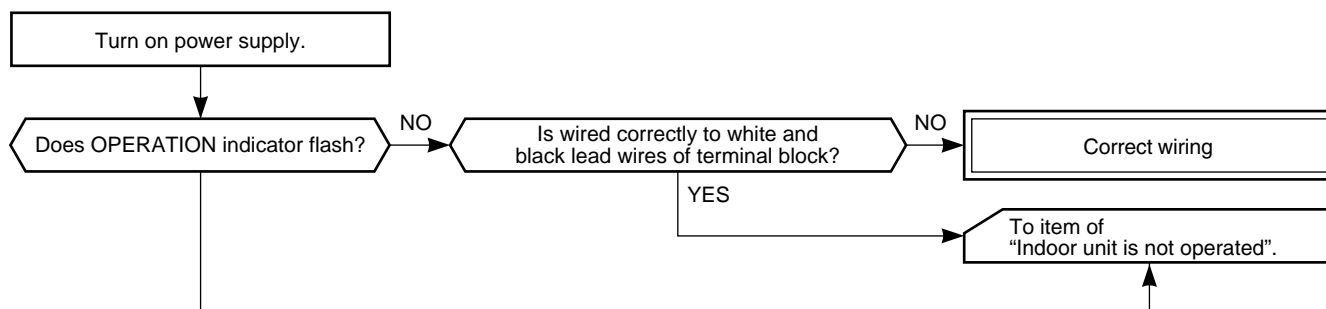 Turn on power supply.
Does OPERATION indicator flash?
NO
Is wired correctly to white and
black lead wires of terminal block?
NO
Correct wiring
YES
To item of
“Indoor unit is not operated”.